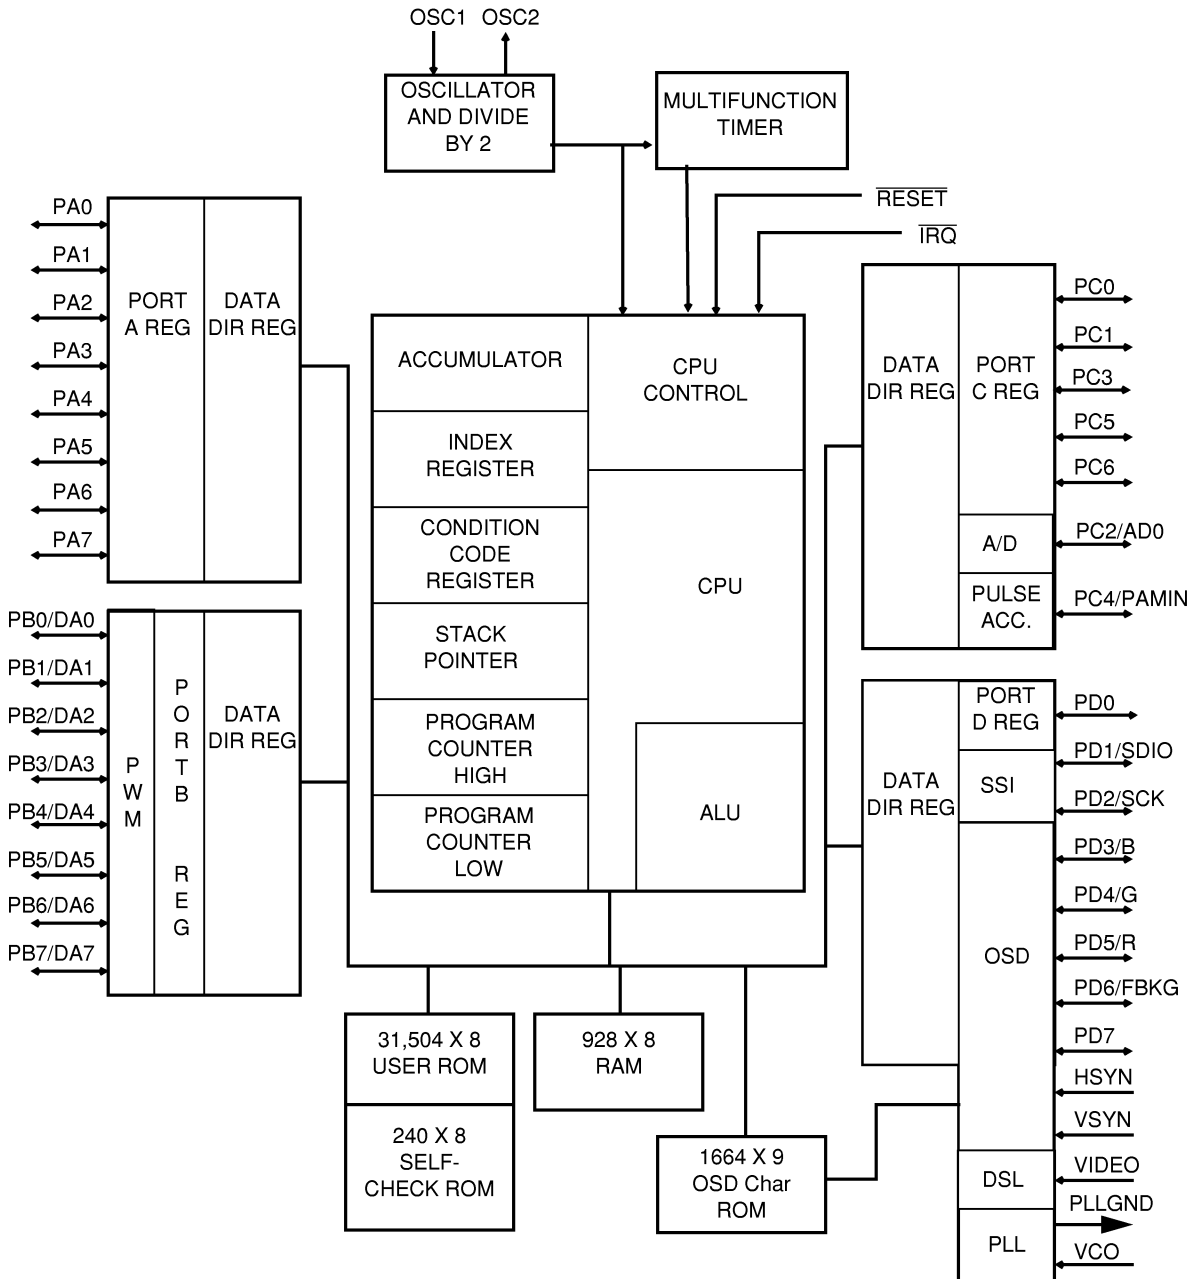 OSC1 OSC2
OSCILLATOR
AND DIVIDE
BY 2
MULTIFUNCTION
TIMER
RESET
IRQ
PA0
PA1
PA2
PA3
PA4
PA5
PA6
PA7
PORT
A REG
DATA
DIR REG
PB0/DA0
PB1/DA1
PB2/DA2
PB3/DA3
PB4/DA4
PB5/DA5
PB6/DA6
PB7/DA7
P
W
M
P
O
R
T
B
R
E
G
DATA
DIR REG
ACCUMULATOR
INDEX
REGISTER
CONDITION
CODE
REGISTER
STACK
POINTER
PROGRAM
COUNTER
HIGH
PROGRAM
COUNTER
LOW
CPU
CONTROL
CPU
ALU
DATA
DIR REG
PORT
C REG
A/D
PULSE
ACC.
PC0
PC1
PC3
PC5
PC6
PC2/AD0
PC4/PAMIN
DATA
DIR REG
PORT
D REG
SSI
OSD
DSL
PLL
PD0
PD1/SDIO
PD2/SCK
PD3/B
PD4/G
PD5/R
PD6/FBKG
PD7
HSYN
VSYN
VIDEO
PLLGND
VCO
31,504 X 8
USER ROM
240 X 8
SELF-
CHECK ROM
928 X 8
RAM
1664 X 9
OSD Char
ROM